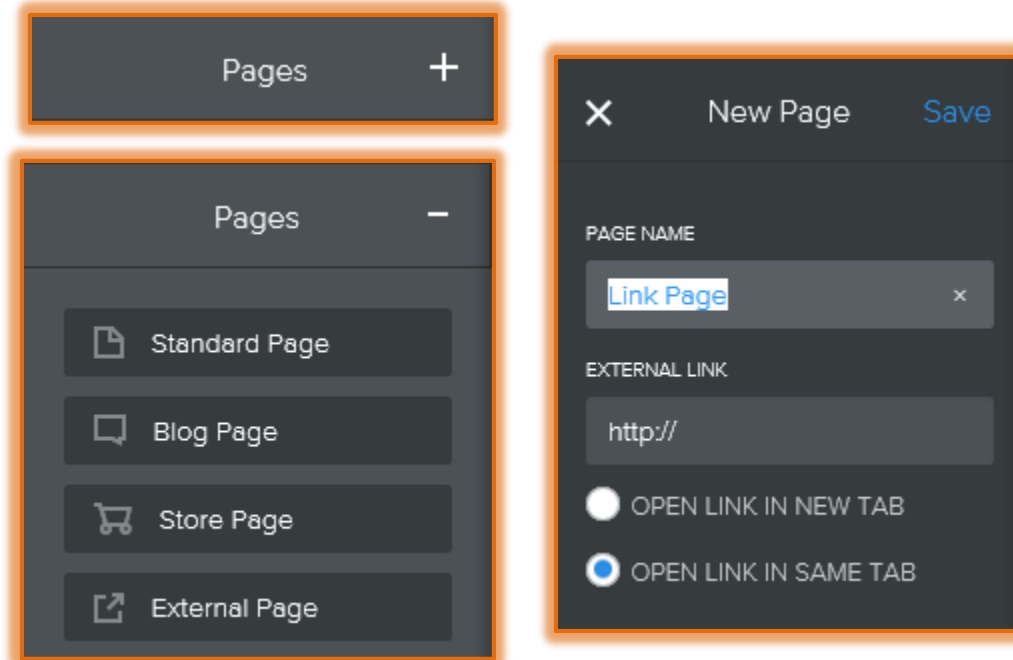 Pages +
Pages −
Standard Page
Blog Page
Store Page
External Page
× New Page Save
PAGE NAME
Link Page ×
EXTERNAL LINK
http://
OPEN LINK IN NEW TAB
OPEN LINK IN SAME TAB